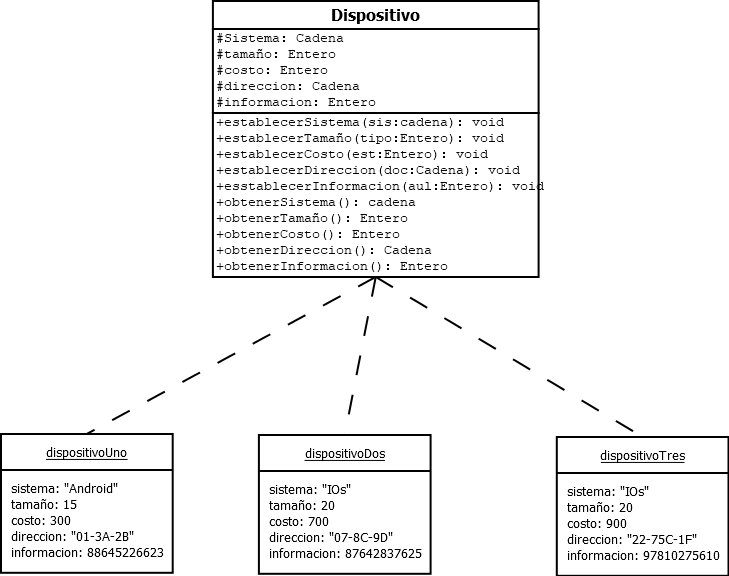 Dispositivo
#Sistema: Cadena
#tamaño: Entero
#costo: Entero
#direccion: Cadena
#informacion: Entero
+establecerSistema(sis:cadena): void
+establecerTamaño(tipo:Entero): void
+establecerCosto(est:Entero): void
+establecerDireccion(doc:Cadena): void
+esstablecerInformacion(aul:Entero): void
+obtenerSistema(): cadena
+obtenerTamaño(): Entero
+obtenerCosto(): Entero
+obtenerDireccion(): Cadena
+obtenerInformacion(): Entero
dispositivoUno
sistema: "Android"
tamaño: 15
costo: 300
direccion: "01-3A-2B"
informacion: 88645226623
dispositivoDos
sistema: "IOs"
tamaño: 20
costo: 700
direccion: "07-8C-9D"
informacion: 87642837625
dispositivoTres
sistema: "IOs"
tamaño: 20
costo: 900
direccion: "22-75C-1F"
informacion: 97810275610